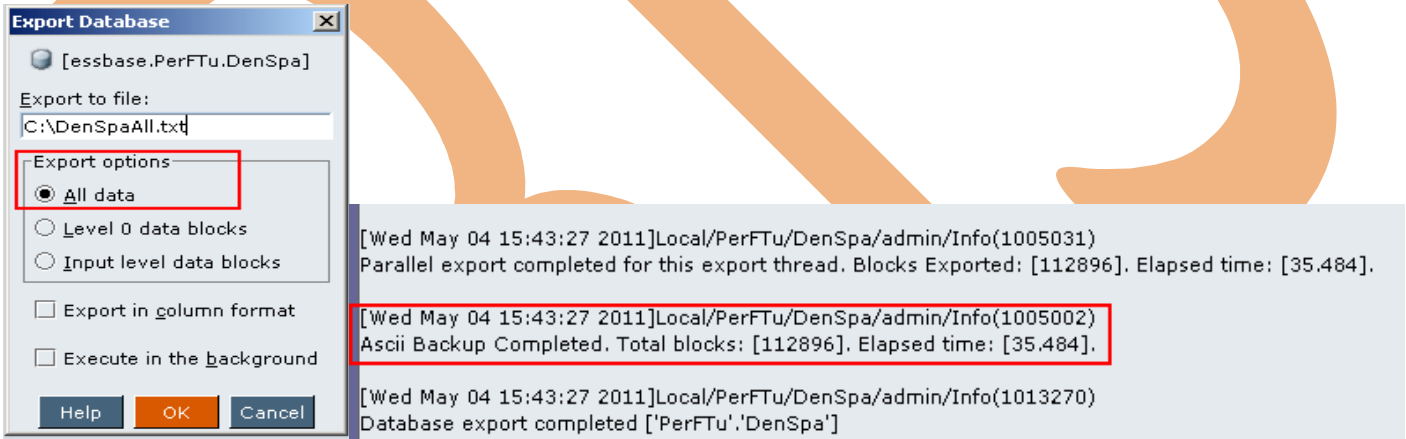 Export Database
[essbase.PerFTu.DenSpa]
Export to file:
C:\DenSpaAll.txt
Export options
All data
Level 0 data blocks
Input level data blocks
Export in column format
Execute in the background
Help OK Cancel
[Wed May 04 15:43:27 2011]Local/PerFTu/DenSpa/admin/Info(1005031)
Parallel export completed for this export thread. Blocks Exported: [112896]. Elapsed time: [35.484].
[Wed May 04 15:43:27 2011]Local/PerFTu/DenSpa/admin/Info(1005002)
Ascii Backup Completed. Total blocks: [112896]. Elapsed time: [35.484].
[Wed May 04 15:43:27 2011]Local/PerFTu/DenSpa/admin/Info(1013270)
Database export completed ['PerFTu'.'DenSpa']